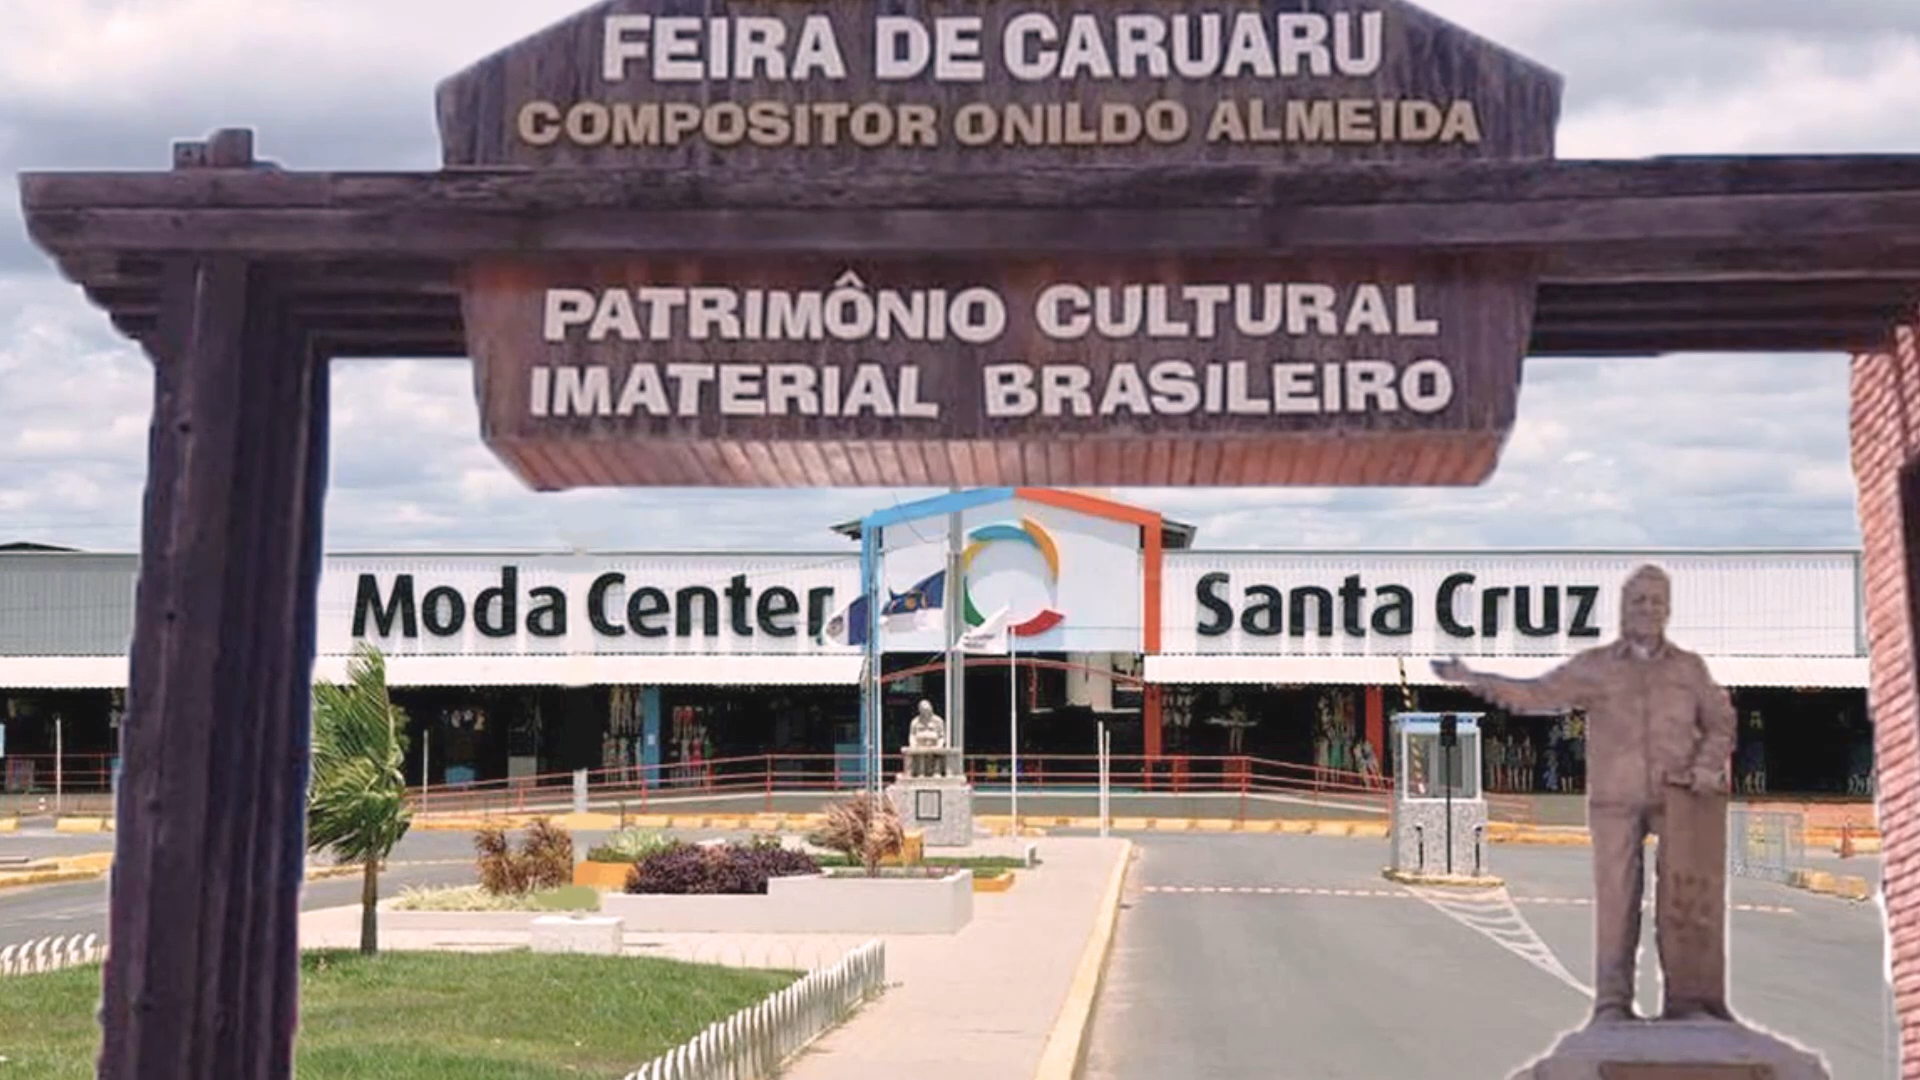 FEIRA DE CARUARU
COMPOSITOR ONILDO ALMEIDA
PATRIMÔNIO CULTURAL
IMATERIAL BRASILEIRO
Moda Center
Santa Cruz